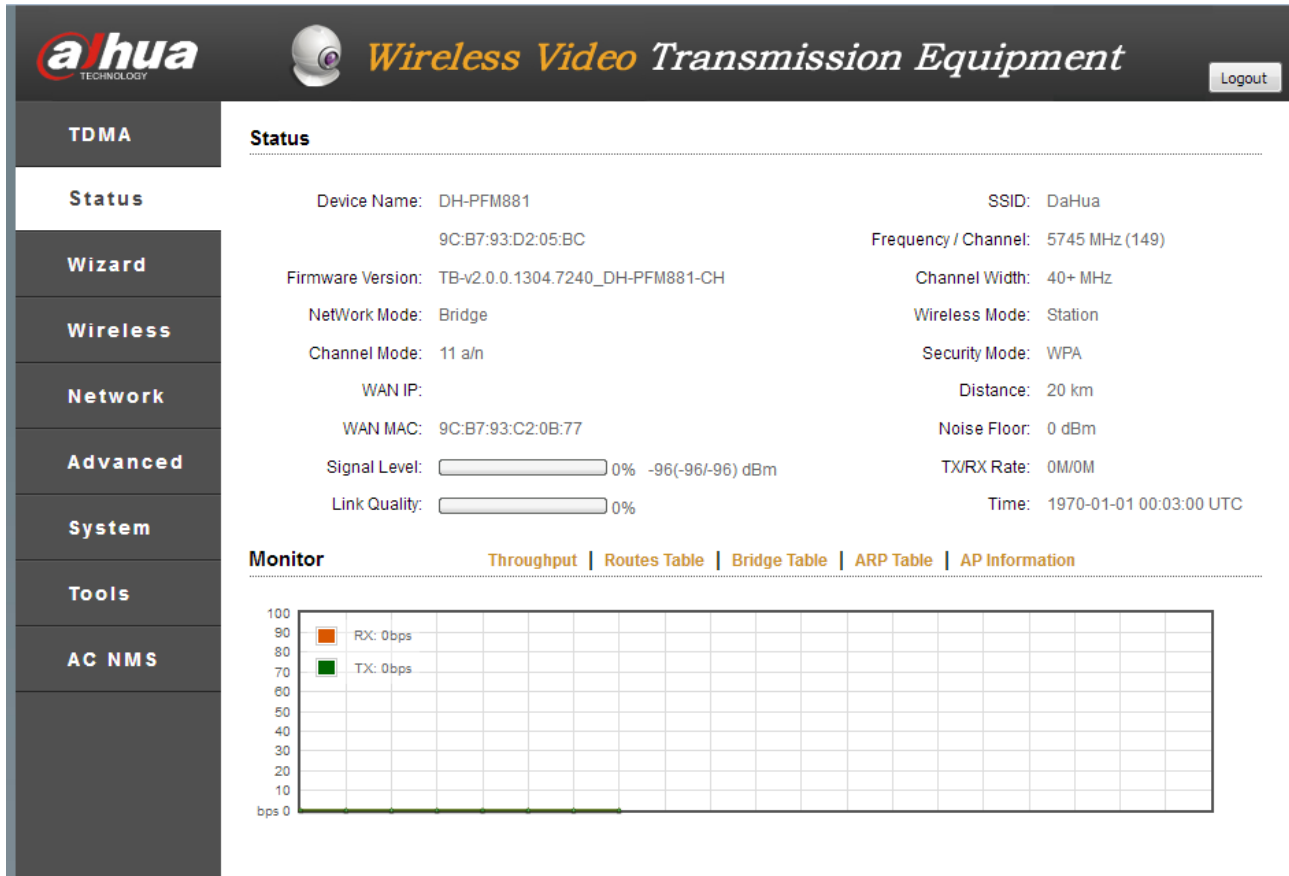 alhua
TECHNOLOGY
Wireless Video Transmission Equipment
Logout
TDMA
Status
Wizard
Wireless
Network
Advanced
System
Tools
AC NMS
Status
Device Name: DH-PFM881 SSID: DaHua
9C:B7:93:D2:05:BC Frequency / Channel: 5745 MHz (149)
Firmware Version: TB-v2.0.0.1304.7240_DH-PFM881-CH Channel Width: 40+ MHz
NetWork Mode: Bridge Wireless Mode: Station
Channel Mode: 11 a/n Security Mode: WPA
WAN IP: Distance: 20 km
WAN MAC: 9C:B7:93:C2:0B:77 Noise Floor: 0 dBm
Signal Level: 0% -96(-96/-96) dBm TX/RX Rate: 0M/0M
Link Quality: 0% Time: 1970-01-01 00:03:00 UTC
Monitor Throughput | Routes Table | Bridge Table | ARP Table | AP Information
100
90
RX: 0bps
80
70
TX: 0bps
60
50
40
30
20
10
bps 0